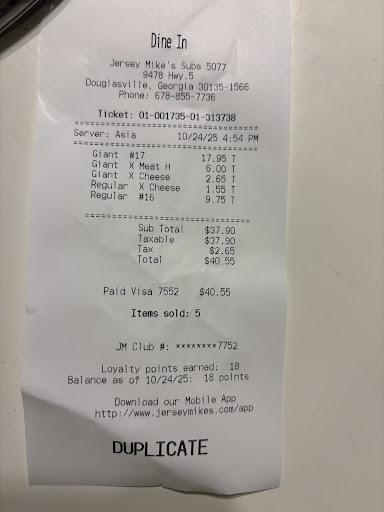 Dine In
Jersey Mike's Subs 5077
9478 Hwy.5
Douglasville, Georgia 30135-1566
Phone: 678-855-7736
Ticket: 01-001735-01-313738
===================================
Server: Asia 10/24/25 4:54 PM
===================================
Giant #17 17.95 T
Giant X Meat H 6.00 T
Giant X Cheese 2.65 T
Regular X Cheese 1.55 T
Regular #16 9.75 T
===================================
Sub Total $37.90
Taxable $37.90
Tax $2.65
Total $40.55
Paid Visa 7552 $40.55
Items sold: 5
JM Club #: ********7752
Loyalty points earned: 18
Balance as of 10/24/25: 18 points
Download our Mobile App
http://www.jerseymikes.com/app
DUPLICATE